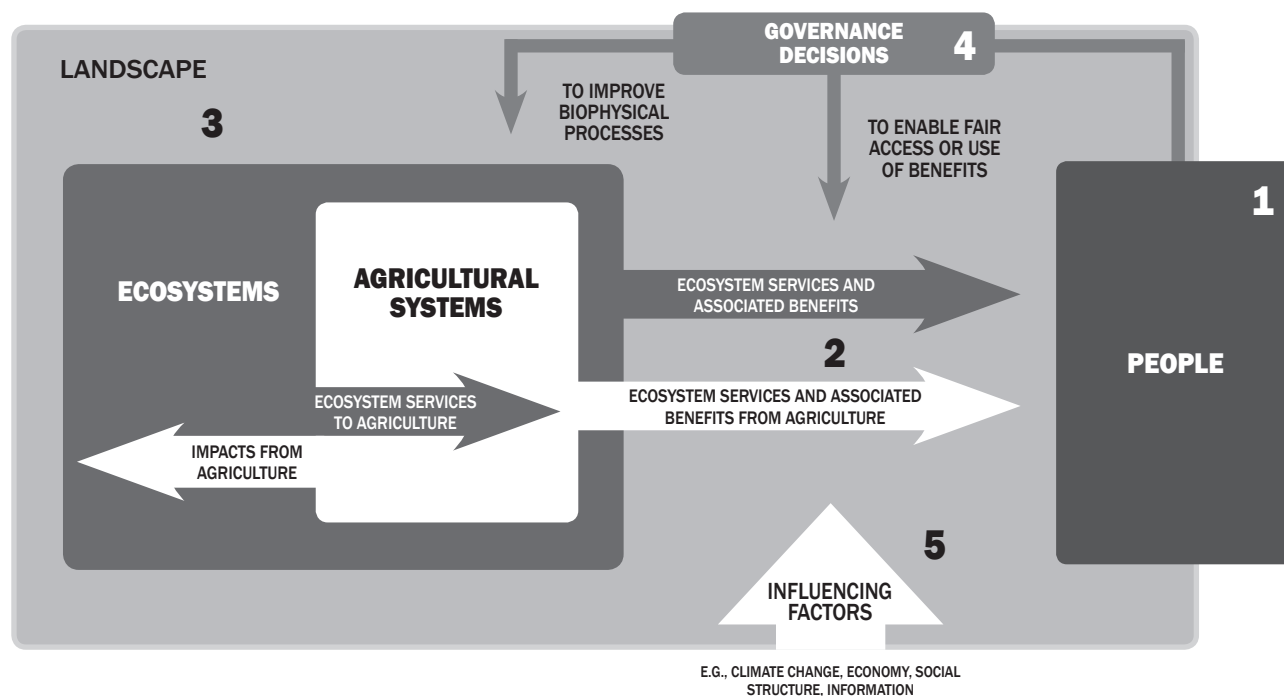 GOVERNANCE
DECISIONS
4
LANDSCAPE
3
TO IMPROVE
BIOPHYSICAL
PROCESSES
TO ENABLE FAIR
ACCESS OR USE
OF BENEFITS
1
ECOSYSTEMS
AGRICULTURAL
SYSTEMS
ECOSYSTEM SERVICES AND
ASSOCIATED BENEFITS
2
PEOPLE
ECOSYSTEM SERVICES
TO AGRICULTURE
ECOSYSTEM SERVICES AND ASSOCIATED
BENEFITS FROM AGRICULTURE
IMPACTS FROM
AGRICULTURE
5
INFLUENCING
FACTORS
E.G., CLIMATE CHANGE, ECONOMY, SOCIAL
STRUCTURE, INFORMATION